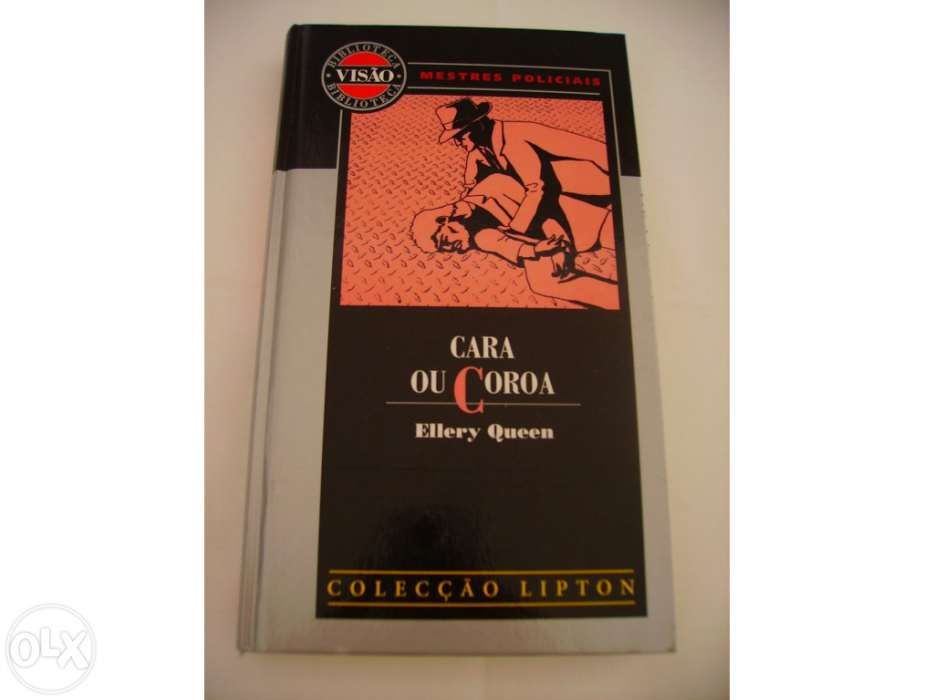 BIBLIOTECA
VISÃO
BIBLIOTECA
MESTRES POLICIAIS
CARA
OU COROA
Ellery Queen
COLECÇÃO LIPTON
OLX